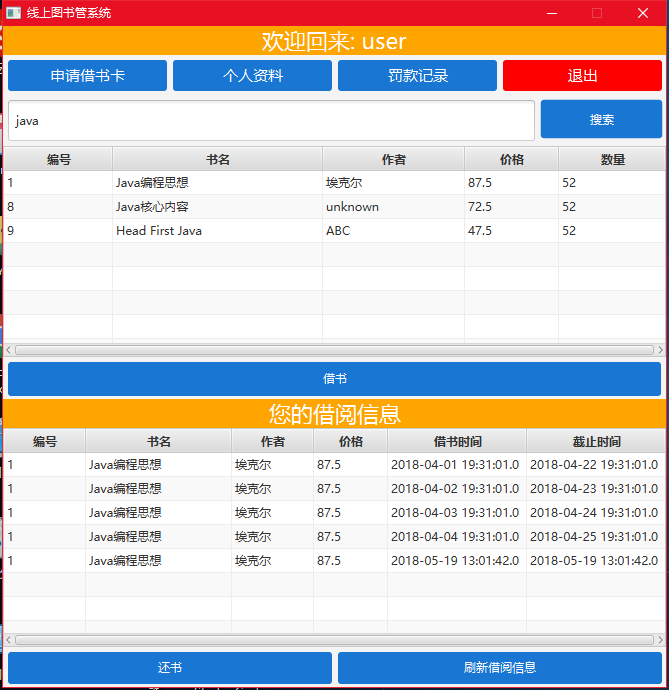 线上图书管系统
欢迎回来: user
申请借书卡 个人资料 罚款记录 退出
java 搜索
编号 书名 作者 价格 数量
1 Java编程思想 埃克尔 87.5 52
8 Java核心内容 unknown 72.5 52
9 Head First Java ABC 47.5 52
借书
您的借阅信息
编号 书名 作者 价格 借书时间 截止时间
1 Java编程思想 埃克尔 87.5 2018-04-01 19:31:01.0 2018-04-22 19:31:01.0
1 Java编程思想 埃克尔 87.5 2018-04-02 19:31:01.0 2018-04-23 19:31:01.0
1 Java编程思想 埃克尔 87.5 2018-04-03 19:31:01.0 2018-04-24 19:31:01.0
1 Java编程思想 埃克尔 87.5 2018-04-04 19:31:01.0 2018-04-25 19:31:01.0
1 Java编程思想 埃克尔 87.5 2018-05-19 13:01:42.0 2018-05-19 13:01:42.0
还书 刷新借阅信息